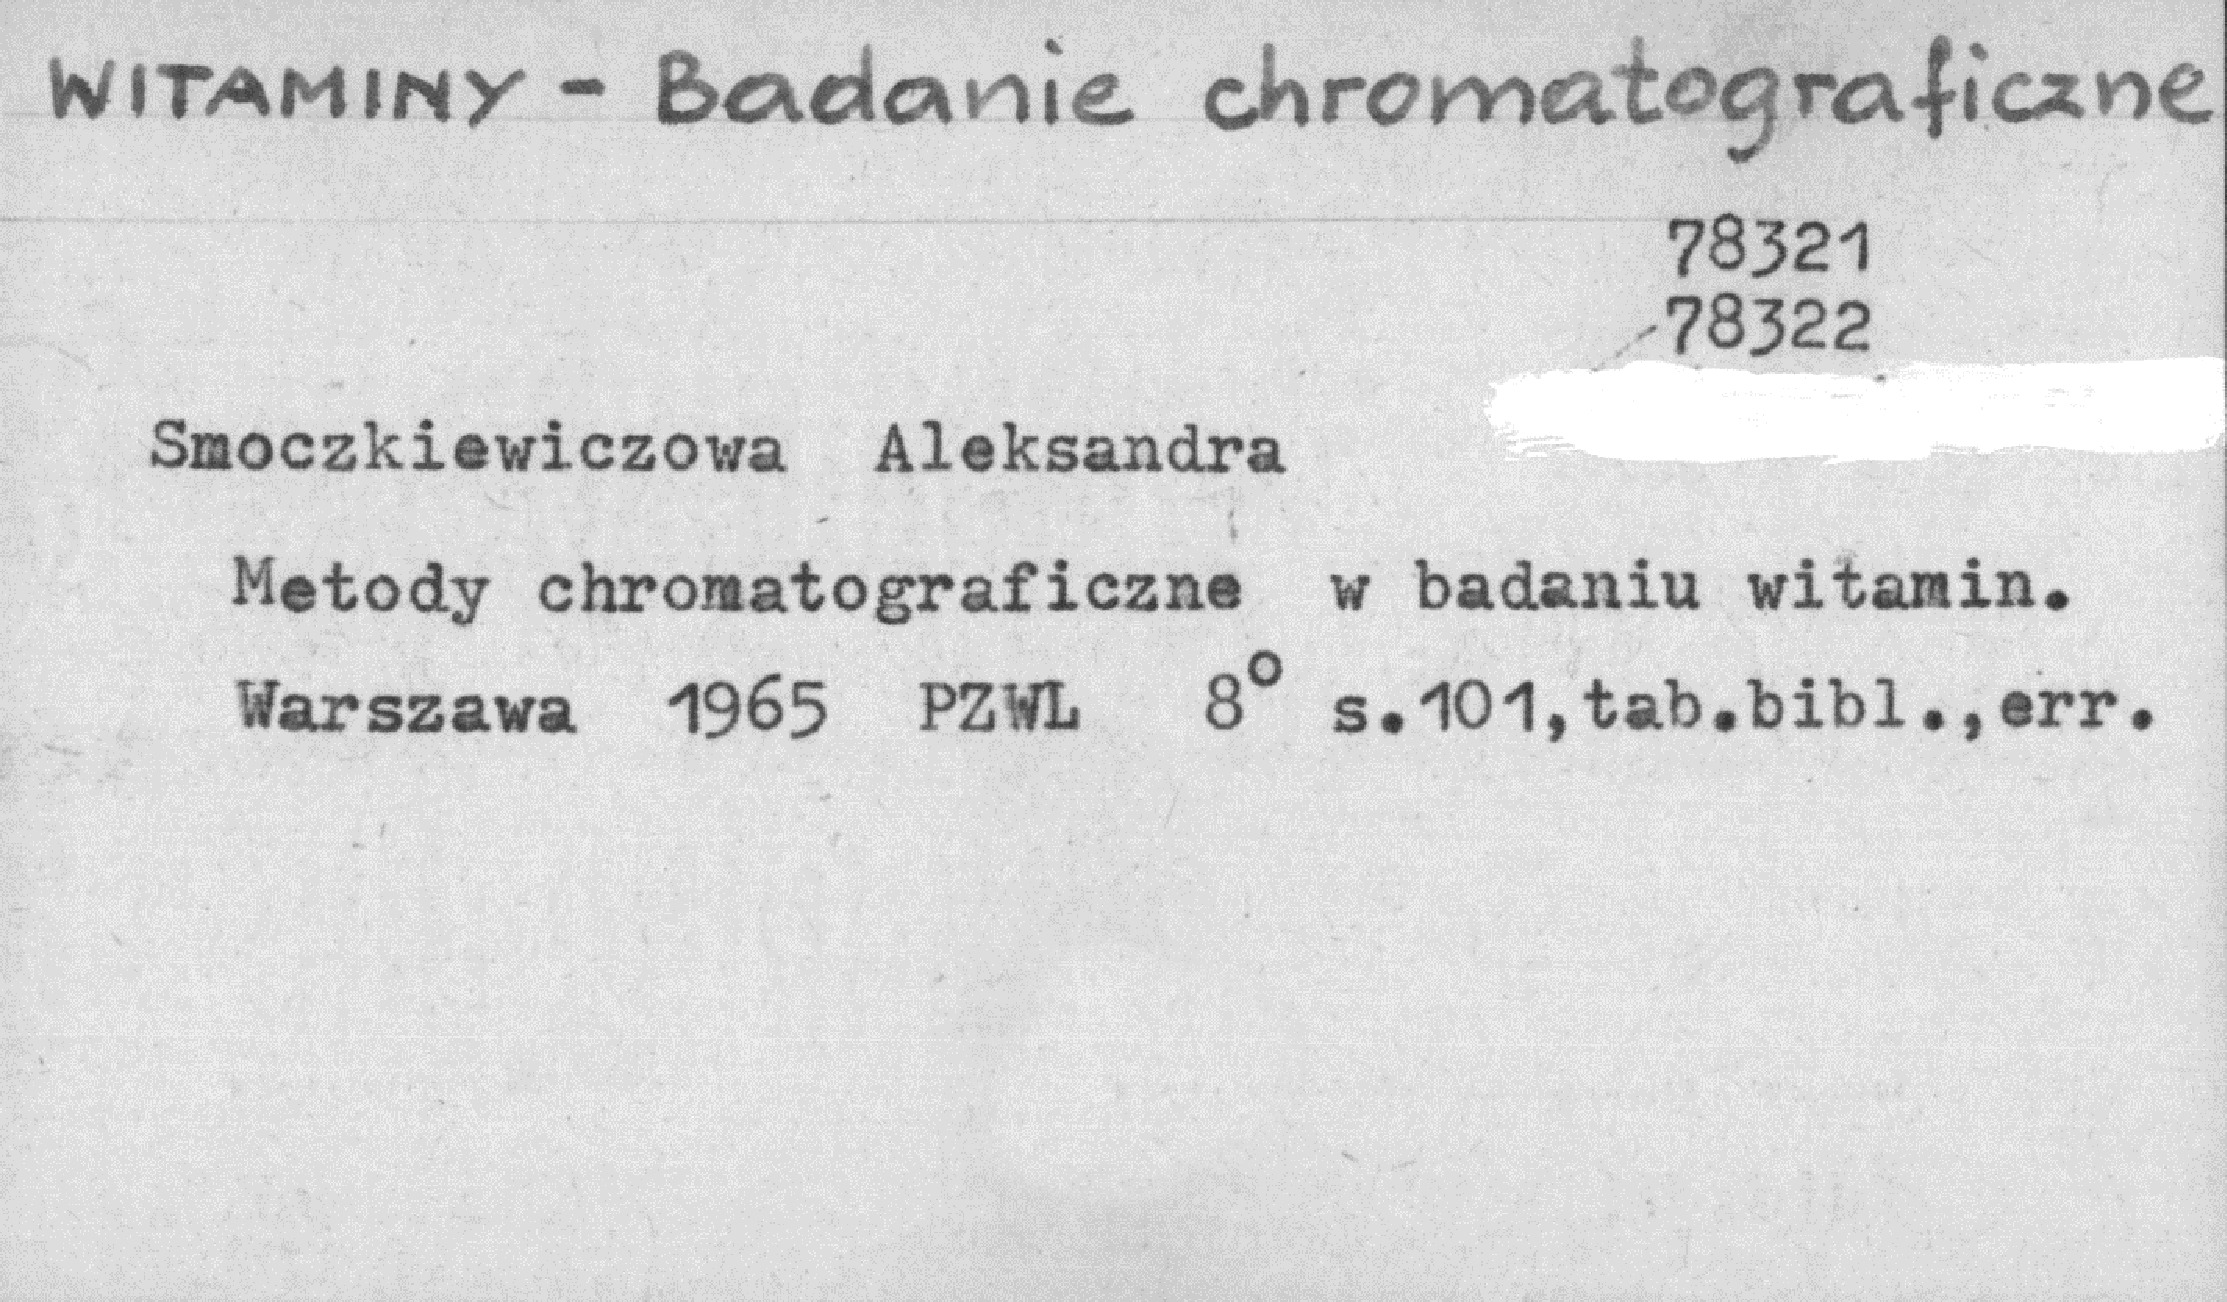 WITAMINY - Badanie chromatograficzne
78321
78322
Smoczkiewiczowa Aleksandra
Metody chromatograficzne w badaniu witamin.
Warszawa 1965 PZWL 8° s.101,tab.bibl.,err.